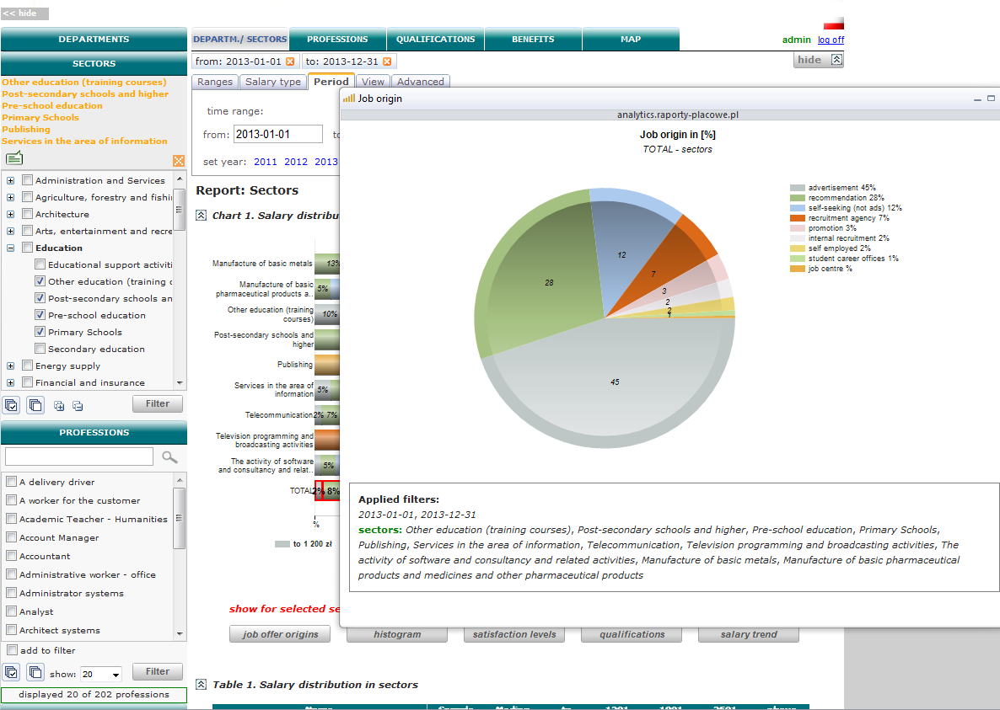 << hide
DEPARTMENTS
SECTORS
Other education (training courses)
Post-secondary schools and higher
Pre-school education
Primary Schools
Publishing
Services in the area of information
Administration and Services
Agriculture, forestry and fishi
Architecture
Arts, entertainment and recre
Education
Educational support activiti
Other education (training c
Post-secondary schools an
Pre-school education
Primary Schools
Secondary education
Energy supply
Financial and insurance
Filter
PROFESSIONS
A delivery driver
A worker for the customer
Academic Teacher - Humanities
Account Manager
Accountant
Administrative worker - office
Administrator systems
Analyst
Architect systems
add to filter
show: 20
Filter
displayed 20 of 202 professions
DEPARTM./ SECTORS
PROFESSIONS
QUALIFICATIONS
BENEFITS
MAP
admin log off
from: 2013-01-01 to: 2013-12-31
hide
Ranges Salary type Period View Advanced
time range:
from: 2013-01-01 to
set year: 2011 2012 2013
Report: Sectors
Chart 1. Salary distribu
Manufacture of basic metals 13%
Manufacture of basic
pharmaceutical products a.. 5%
Other education (training
courses) 10%
Post-secondary schools and
higher
Publishing
Services in the area of
information 5%
Telecommunication 2% 7%
Television programming and
broadcasting activities
The activity of software
and consultancy and relat.. 5%
TOTAL 2% 8%
%
to 1 200 zł
show for selected se
job offer origins
histogram
satisfaction levels
qualifications
salary trend
Table 1. Salary distribution in sectors
Job origin
analytics.raporty-placowe.pl
Job origin in [%]
TOTAL - sectors
12
7
28
3
2
2
1
45
advertisement 45%
recommendation 28%
self-seeking (not ads) 12%
recruitment agency 7%
promotion 3%
internal recruitment 2%
self employed 2%
student career offices 1%
job centre %
Applied filters:
2013-01-01, 2013-12-31
sectors: Other education (training courses), Post-secondary schools and higher, Pre-school education, Primary Schools,
Publishing, Services in the area of information, Telecommunication, Television programming and broadcasting activities, The
activity of software and consultancy and related activities, Manufacture of basic metals, Manufacture of basic pharmaceutical
products and medicines and other pharmaceutical products